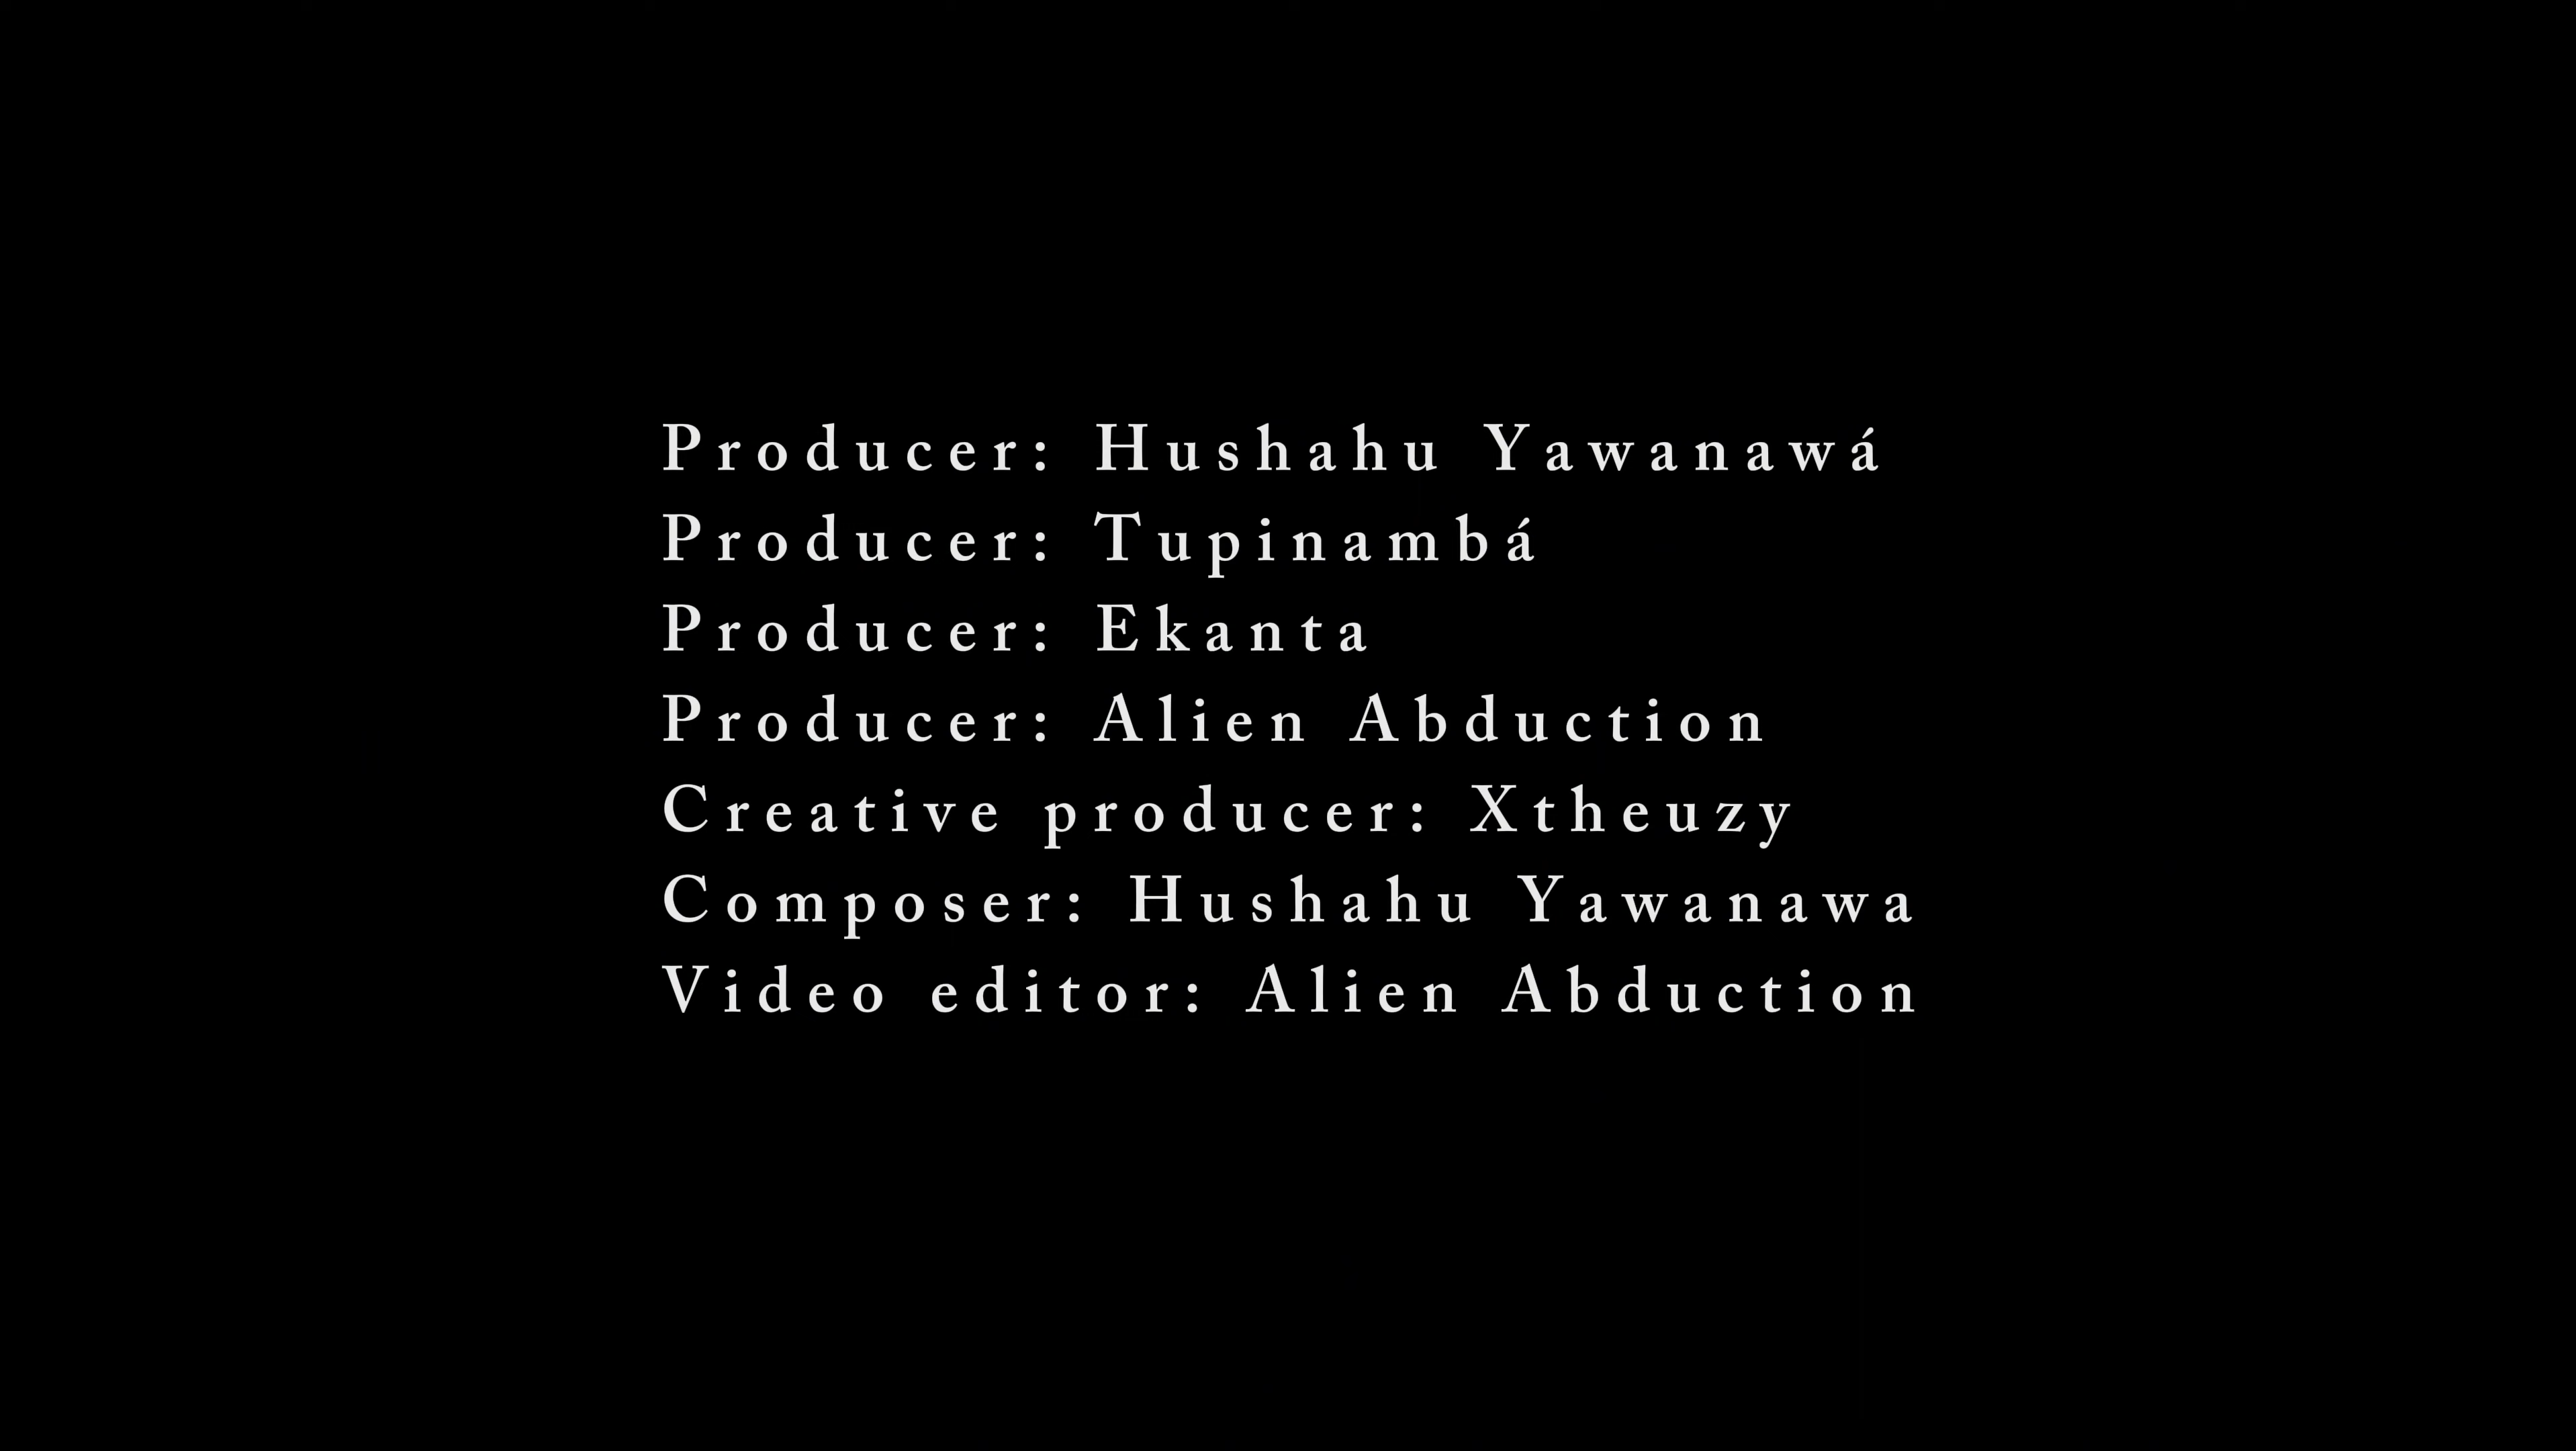 Producer: Hushahu Yawanawá
Producer: Tupinambá
Producer: Ekanta
Producer: Alien Abduction
Creative producer: Xtheuzy
Composer: Hushahu Yawanawa
Video editor: Alien Abduction